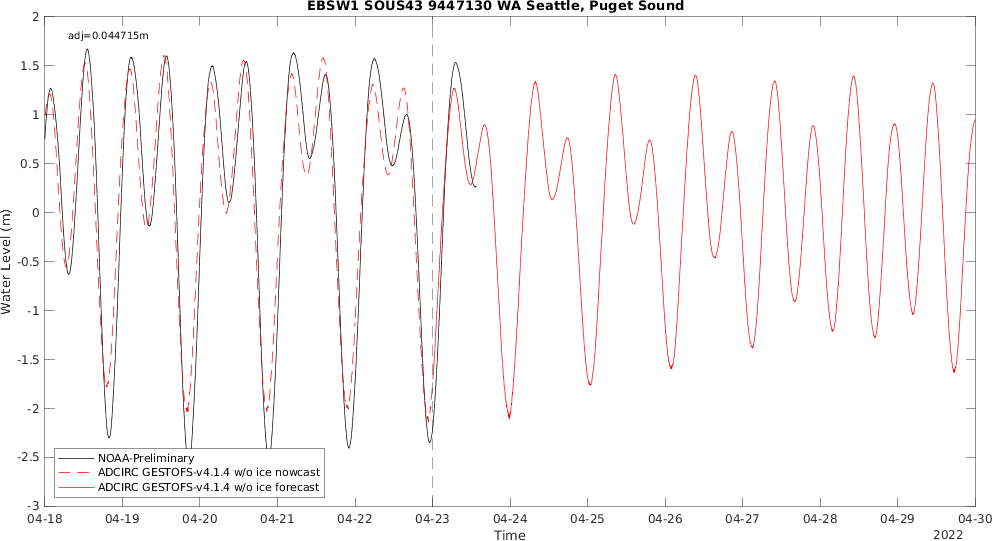 EBSW1 SOUS43 9447130 WA Seattle, Puget Sound
adj=0.044715m
2
1.5
1
0.5
0
-0.5
-1
-1.5
-2
-2.5
-3
Water Level (m)
NOAA-Preliminary
ADCIRC GESTOFS-v4.1.4 w/o ice nowcast
ADCIRC GESTOFS-v4.1.4 w/o ice forecast
04-18 04-19 04-20 04-21 04-22 04-23 04-24 04-25 04-26 04-27 04-28 04-29 04-30
Time
2022